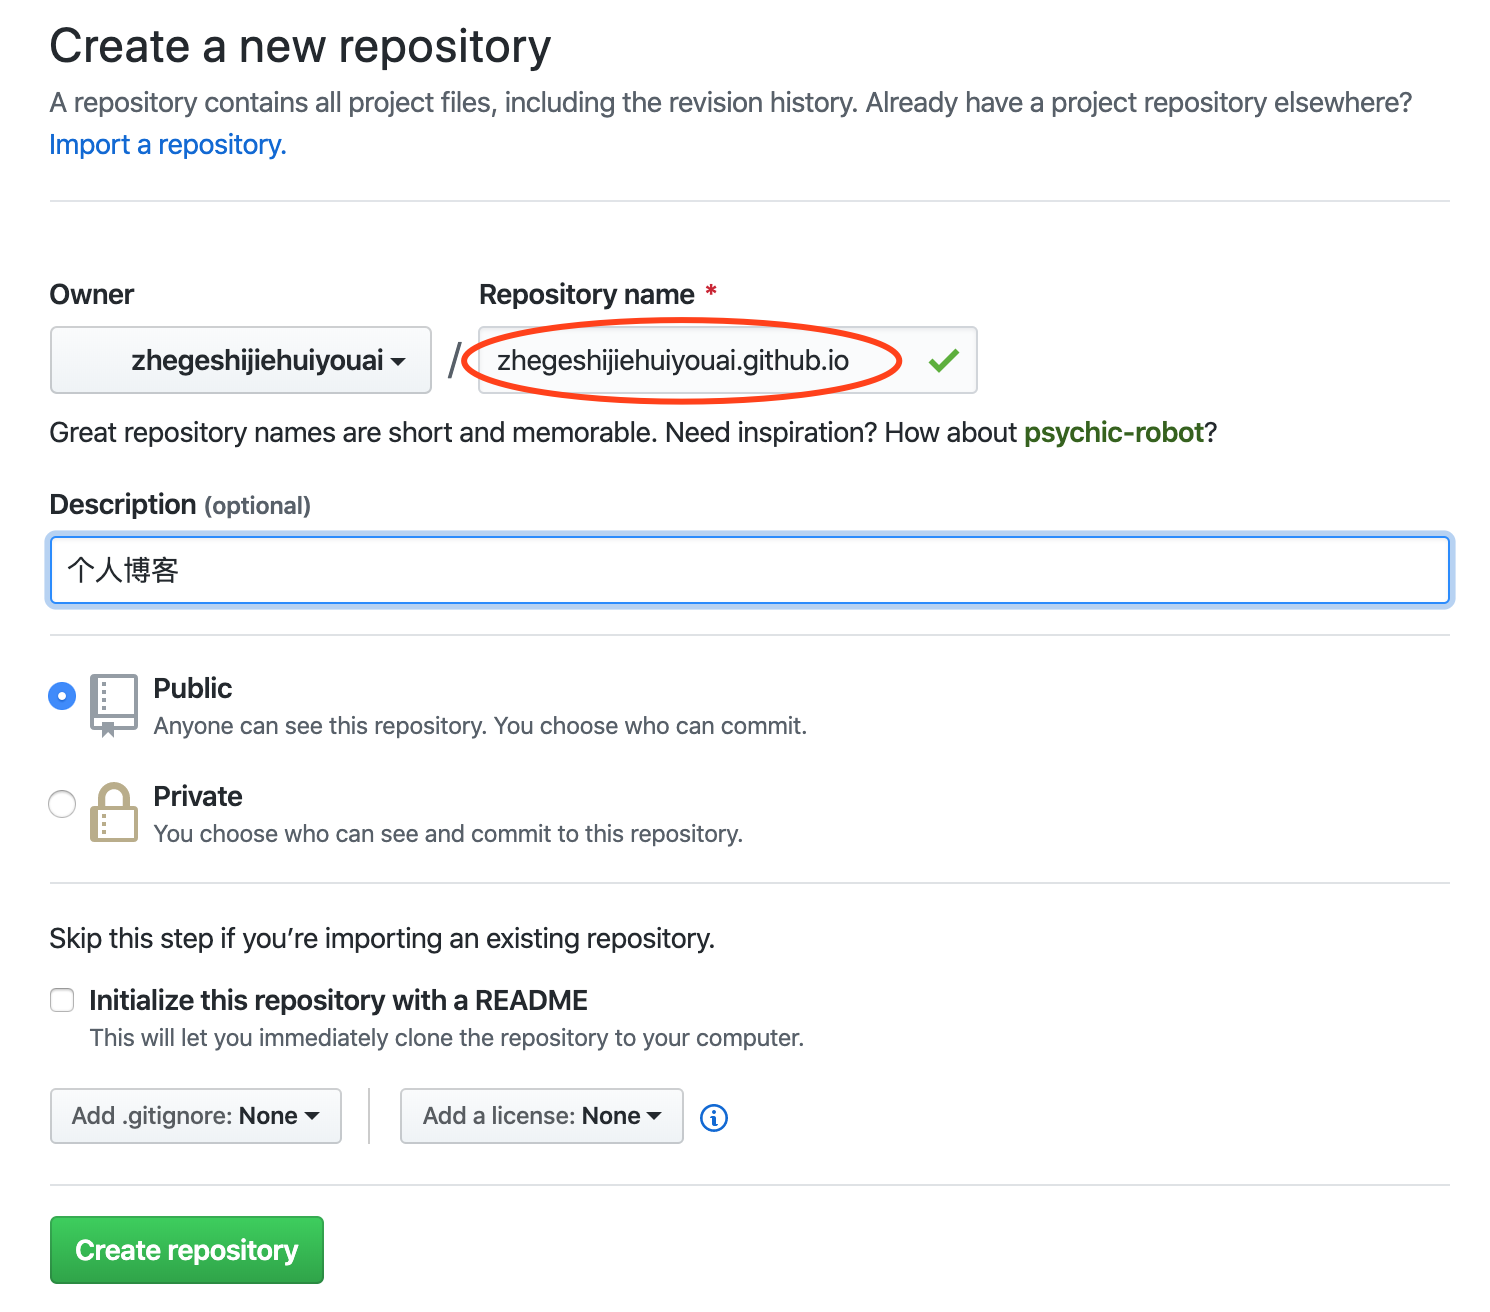 Create a new repository
A repository contains all project files, including the revision history. Already have a project repository elsewhere?
Import a repository.
Owner
Repository name *
zhegeshijiehuiyouai
/
zhegeshijiehuiyouai.github.io
Great repository names are short and memorable. Need inspiration? How about psychic-robot?
Description (optional)
个人博客
Public
Anyone can see this repository. You choose who can commit.
Private
You choose who can see and commit to this repository.
Skip this step if you’re importing an existing repository.
Initialize this repository with a README
This will let you immediately clone the repository to your computer.
Add .gitignore: None
Add a license: None
Create repository